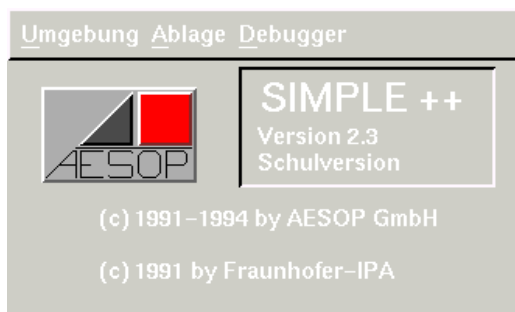 Umgebung Ablage Debugger
AESOP
SIMPLE ++
Version 2.3
Schulversion
(c) 1991-1994 by AESOP GmbH
(c) 1991 by Fraunhofer-IPA